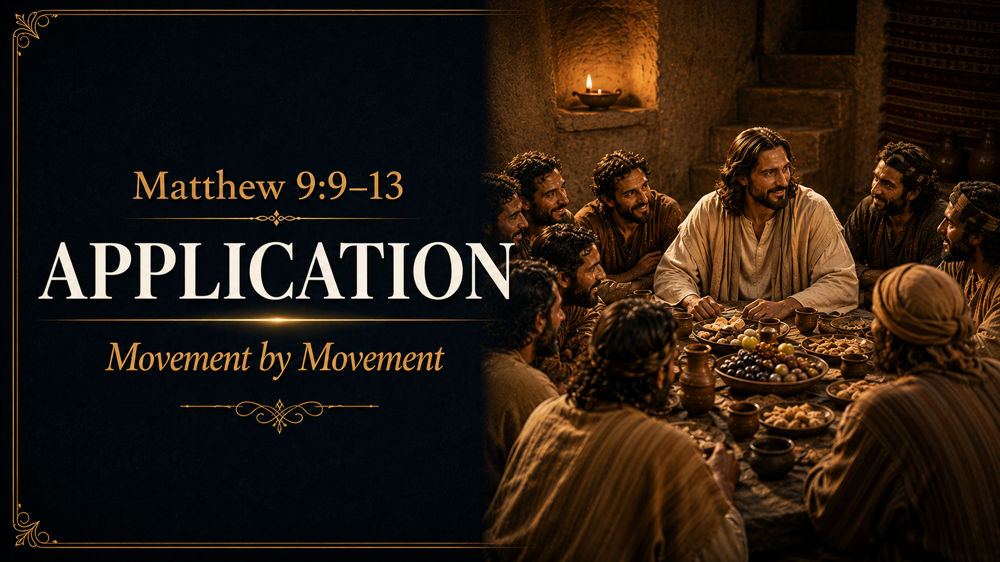 Matthew 9:9–13
APPLICATION
Movement by Movement